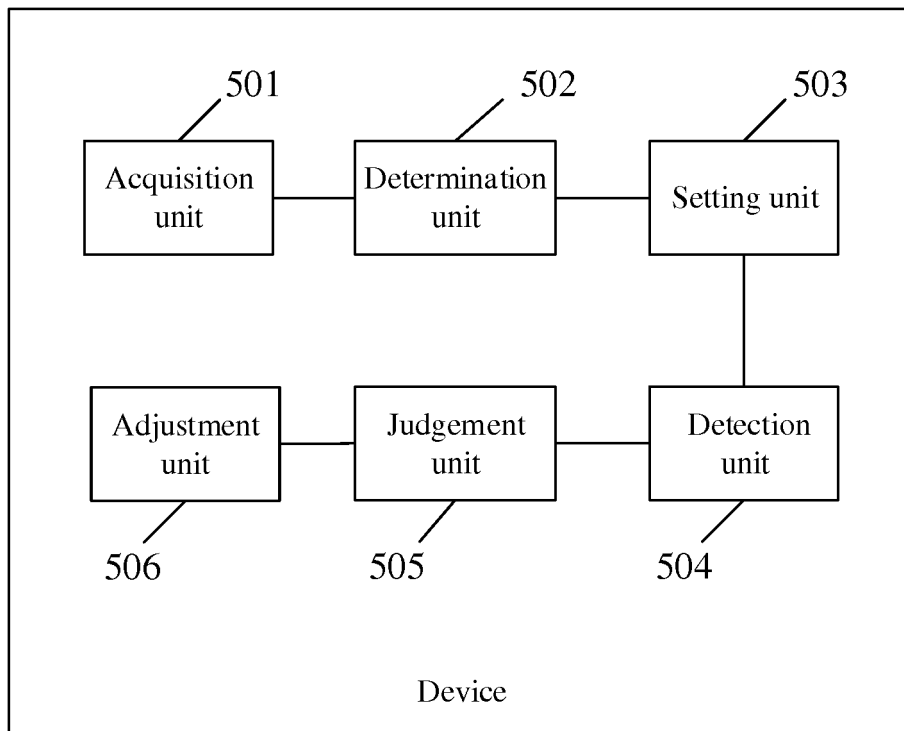 501
502
503
Acquisition
unit
Determination
unit
Setting unit
Adjustment
unit
Judgement
unit
Detection
unit
506
505
504
Device